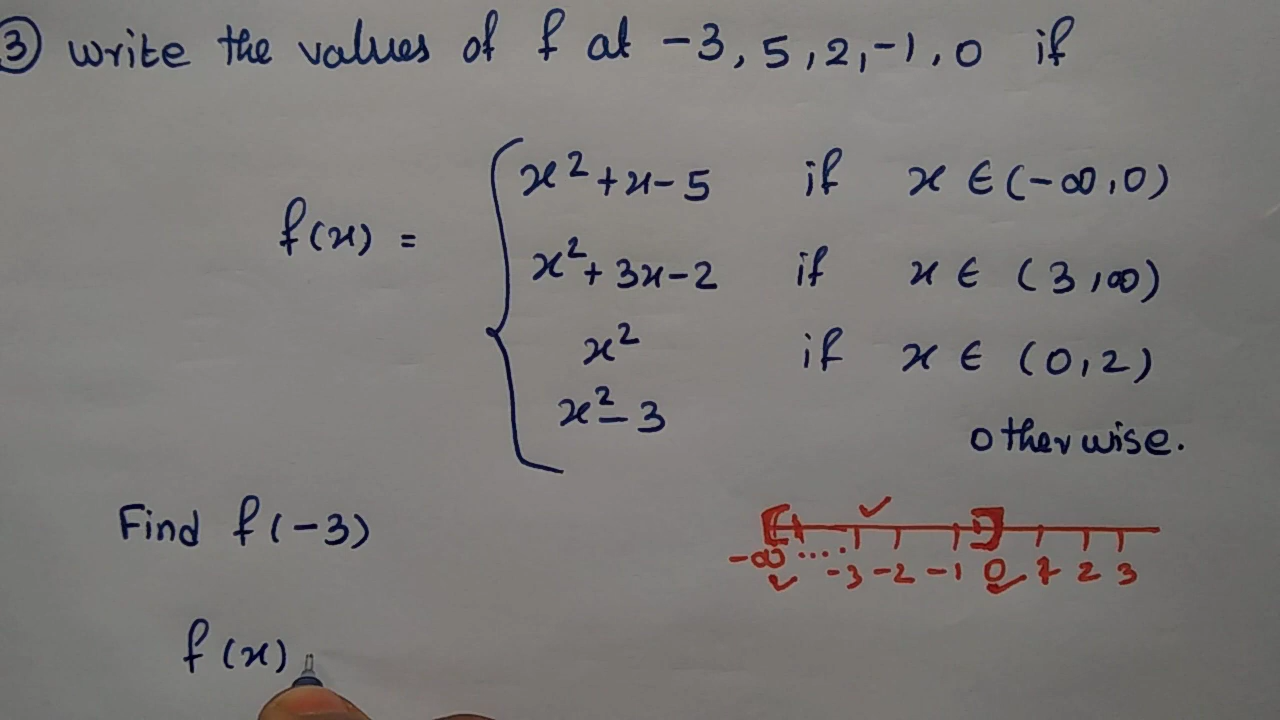 ③ write the values of f at -3, 5, 2, -1, 0 if
x² + x - 5 if x ∈ (-∞, 0)
f(x) =
x² + 3x - 2 if x ∈ (3, ∞)
x² if x ∈ (0, 2)
x² - 3 otherwise.
Find f(-3)
-∞ .... -3 -2 -1 0 1 2 3
f(x)